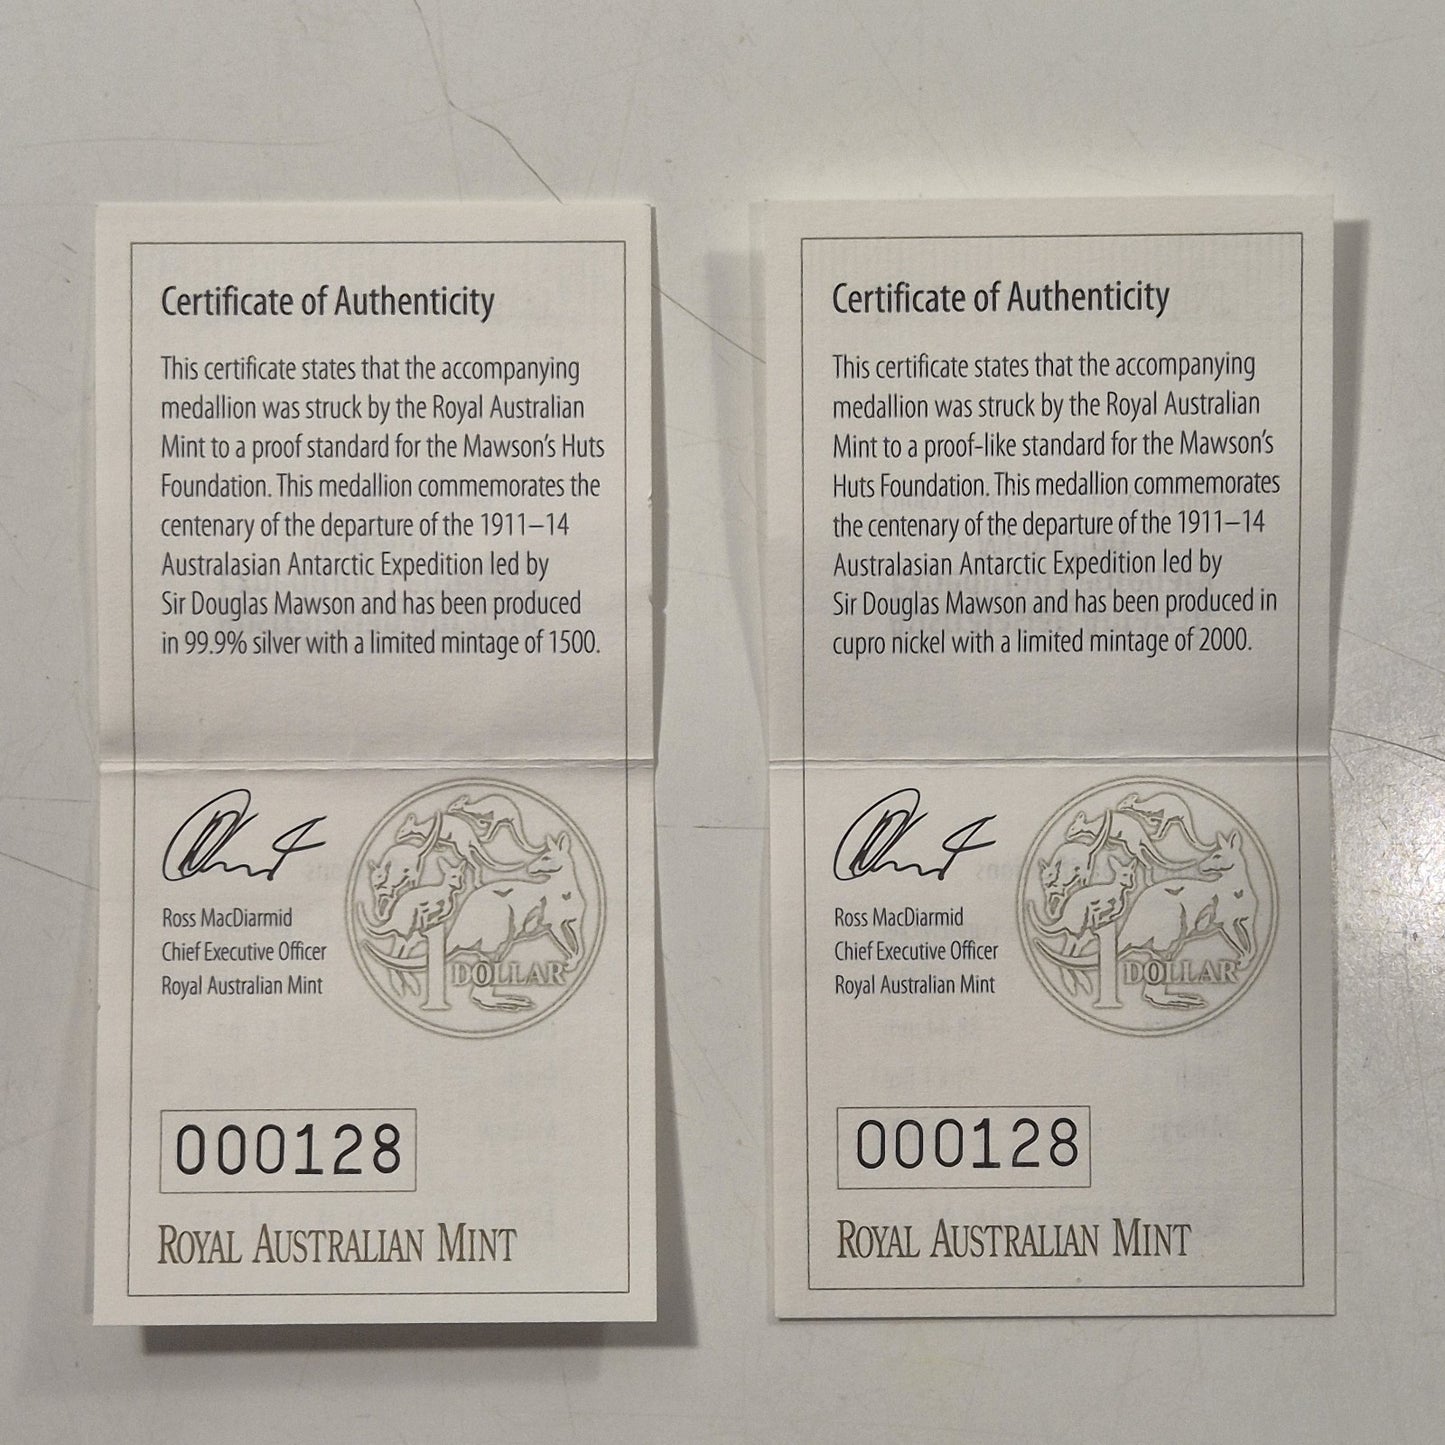 Certificate of Authenticity
This certificate states that the accompanying
medallion was struck by the Royal Australian
Mint to a proof standard for the Mawson's Huts
Foundation. This medallion commemorates the
centenary of the departure of the 1911–14
Australasian Antarctic Expedition led by
Sir Douglas Mawson and has been produced
in 99.9% silver with a limited mintage of 1500.
Ross MacDiarmid
Chief Executive Officer
Royal Australian Mint
1
DOLLAR
000128
ROYAL AUSTRALIAN MINT
Certificate of Authenticity
This certificate states that the accompanying
medallion was struck by the Royal Australian
Mint to a proof-like standard for the Mawson's
Huts Foundation. This medallion commemorates
the centenary of the departure of the 1911–14
Australasian Antarctic Expedition led by
Sir Douglas Mawson and has been produced in
cupro nickel with a limited mintage of 2000.
Ross MacDiarmid
Chief Executive Officer
Royal Australian Mint
1
DOLLAR
000128
ROYAL AUSTRALIAN MINT